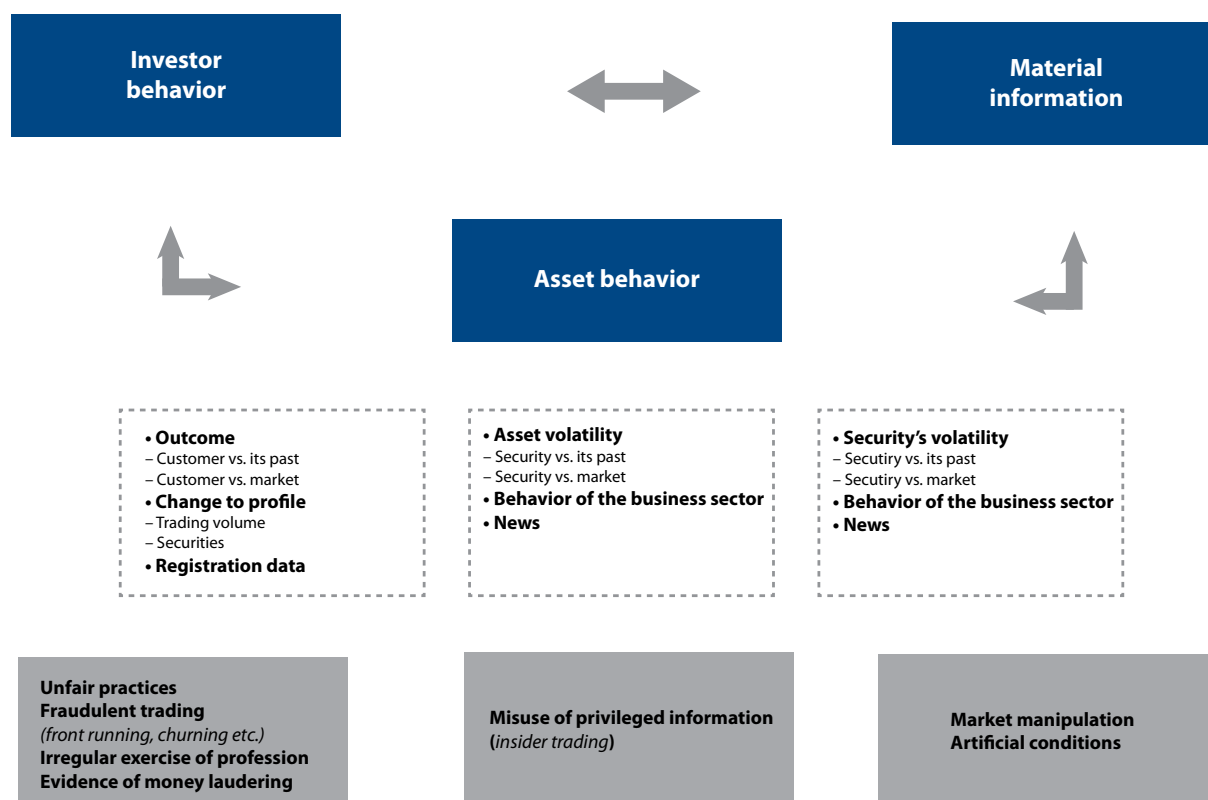 Investor
behavior
Material
information
Asset behavior
• Outcome
– Customer vs. its past
– Customer vs. market
• Change to profile
– Trading volume
– Securities
• Registration data
• Asset volatility
– Security vs. its past
– Security vs. market
• Behavior of the business sector
• News
• Security's volatility
– Secutiry vs. its past
– Secutiry vs. market
• Behavior of the business sector
• News
Unfair practices
Fraudulent trading
(front running, churning etc.)
Irregular exercise of profession
Evidence of money laudering
Misuse of privileged information
(insider trading)
Market manipulation
Artificial conditions